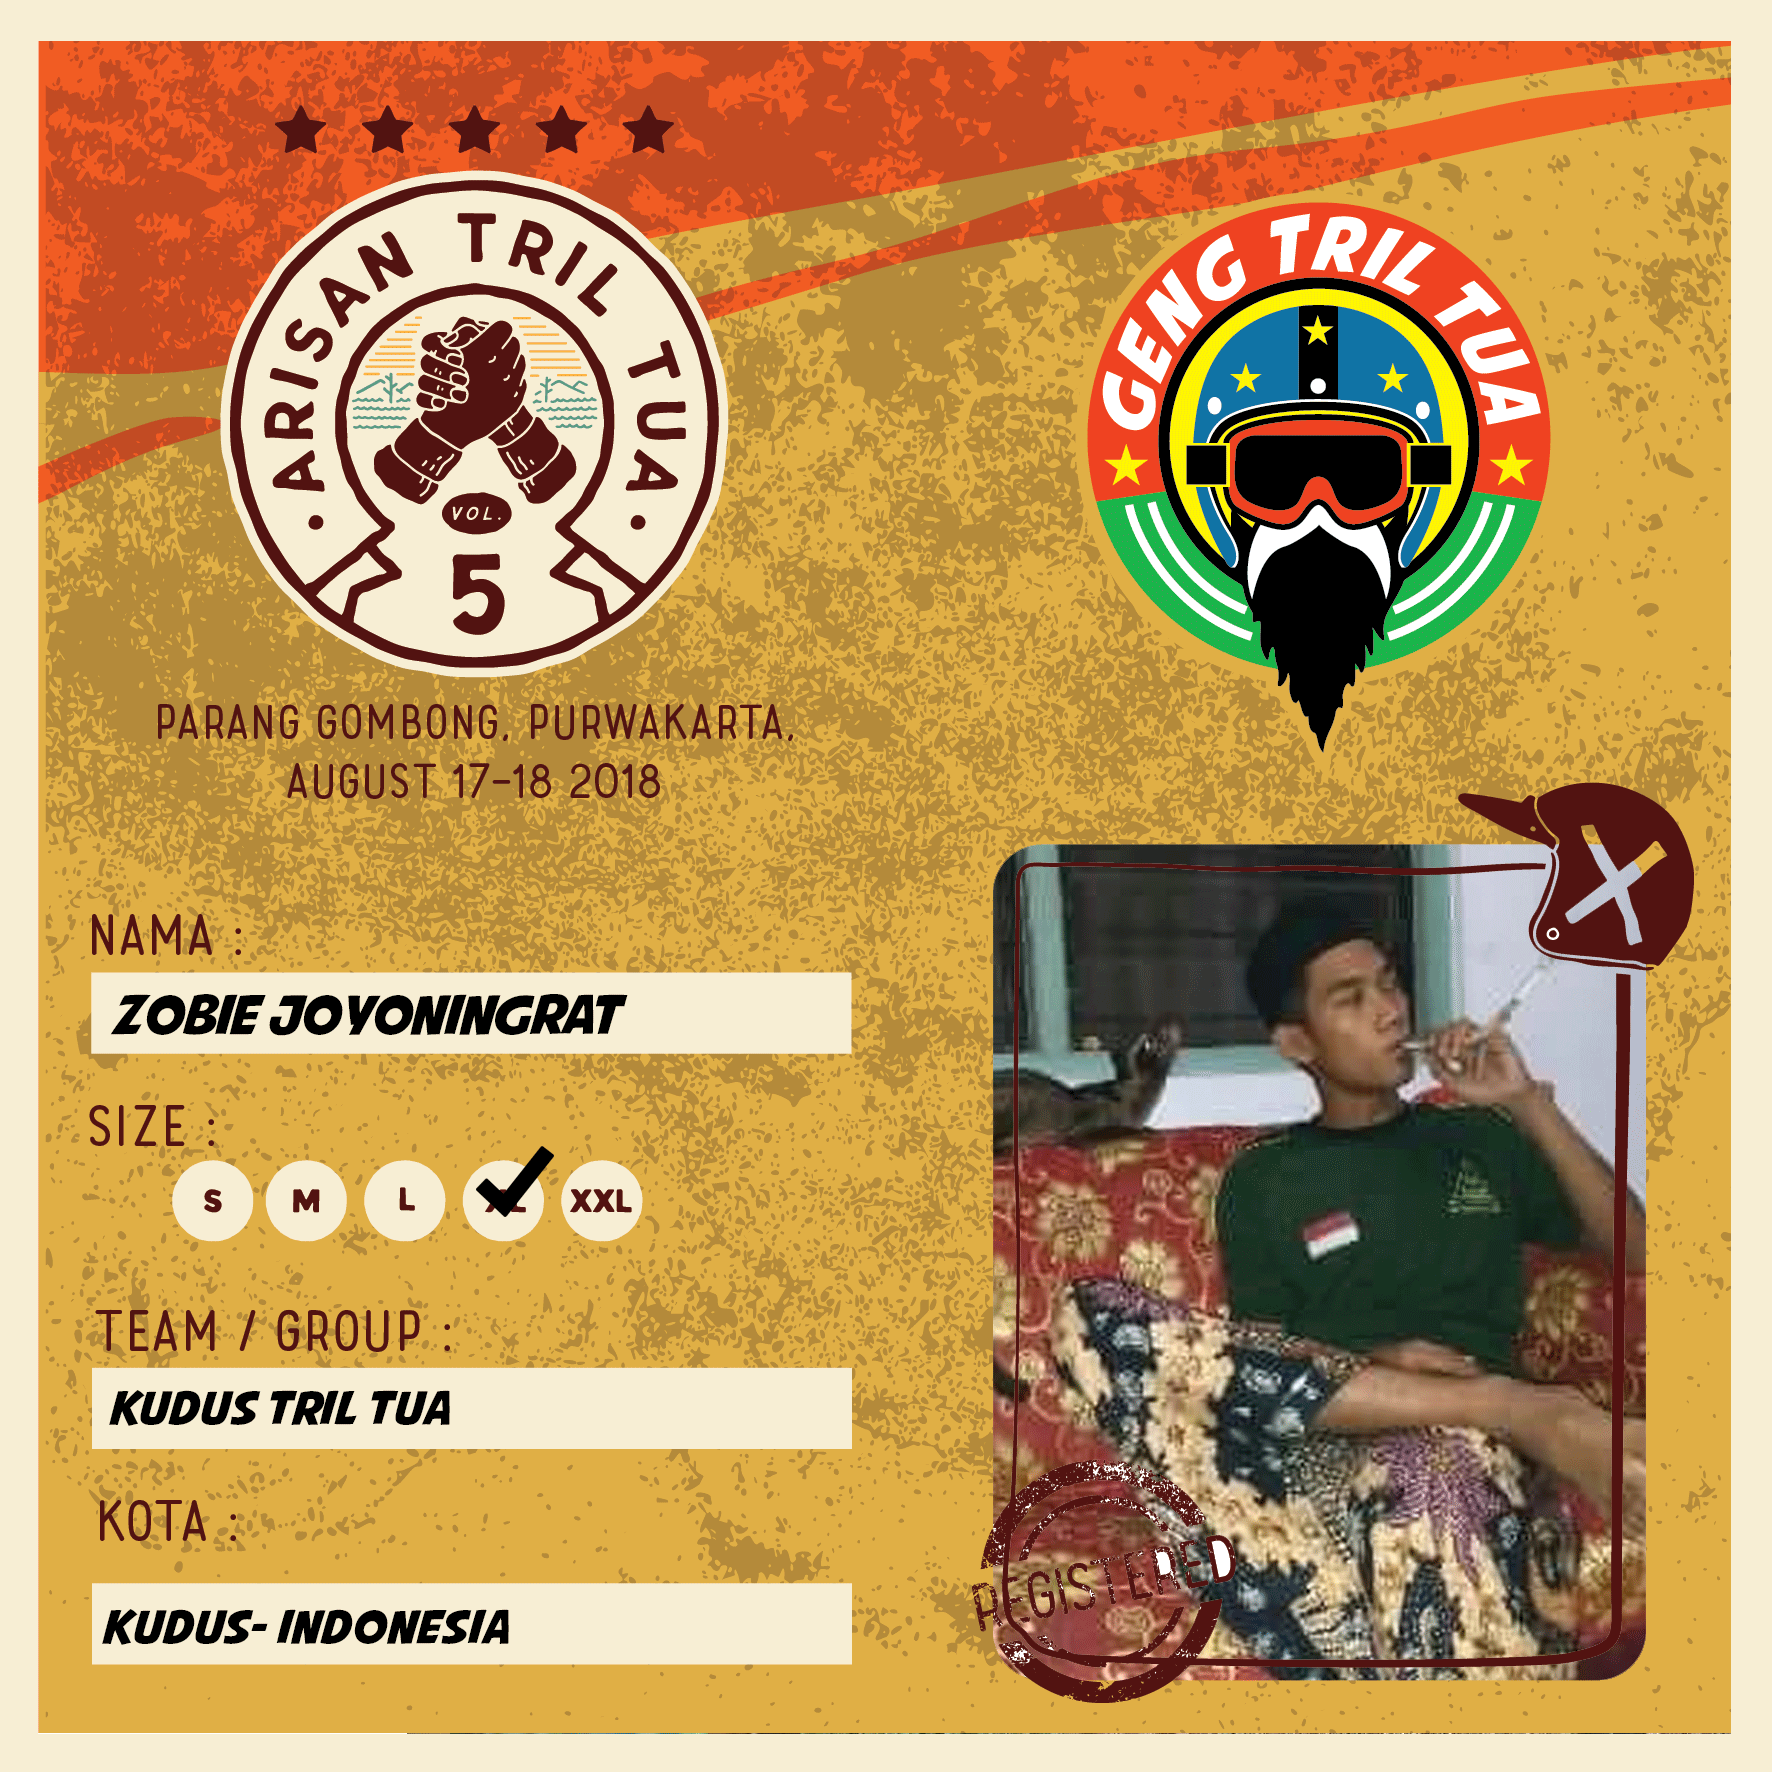 ARISAN TRIL TUA
VOL.
5
GENG TRIL TUA
PARANG GOMBONG, PURWAKARTA,
AUGUST 17-18 2018
NAMA :
ZOBIE JOYONINGRAT
SIZE :
S M L XL XXL
TEAM / GROUP :
KUDUS TRIL TUA
KOTA :
KUDUS- INDONESIA
REGISTERED